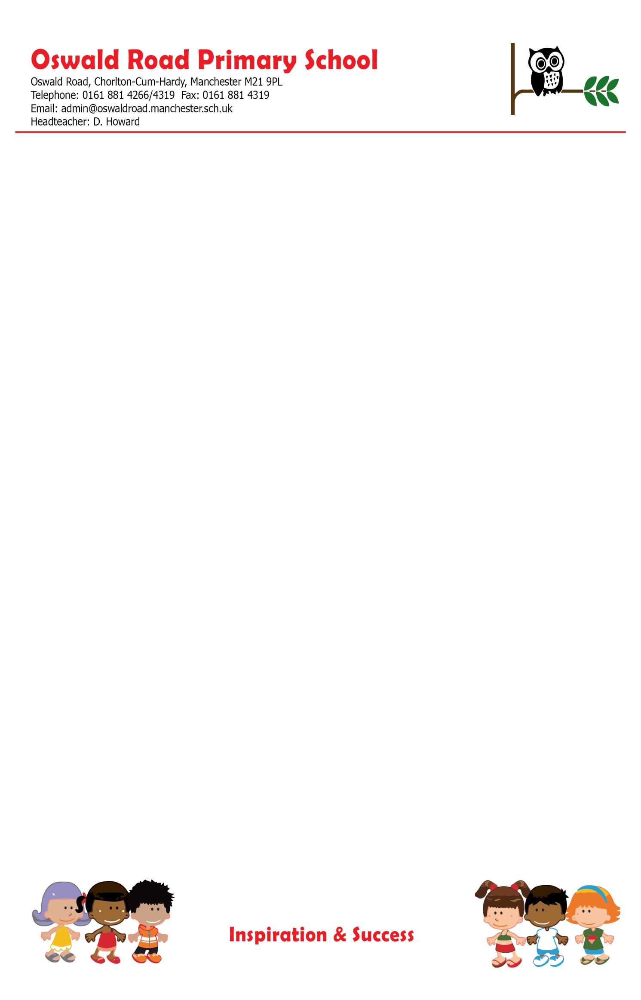 Oswald Road Primary School
Oswald Road, Chorlton-Cum-Hardy, Manchester M21 9PL
Telephone: 0161 881 4266/4319  Fax: 0161 881 4319
Email: admin@oswaldroad.manchester.sch.uk
Headteacher: D. Howard
Inspiration & Success